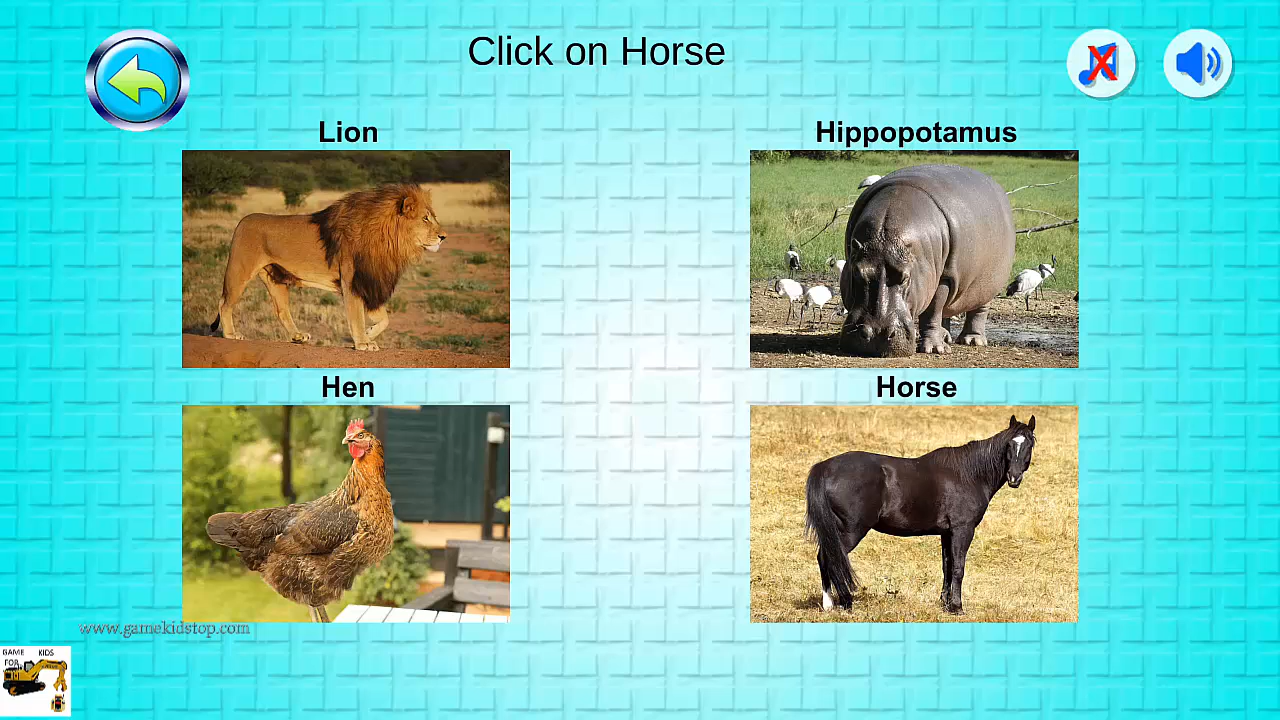 Click on Horse
Lion
Hippopotamus
Hen
Horse
www.gamekidstop.com
GAME KIDS
FOR